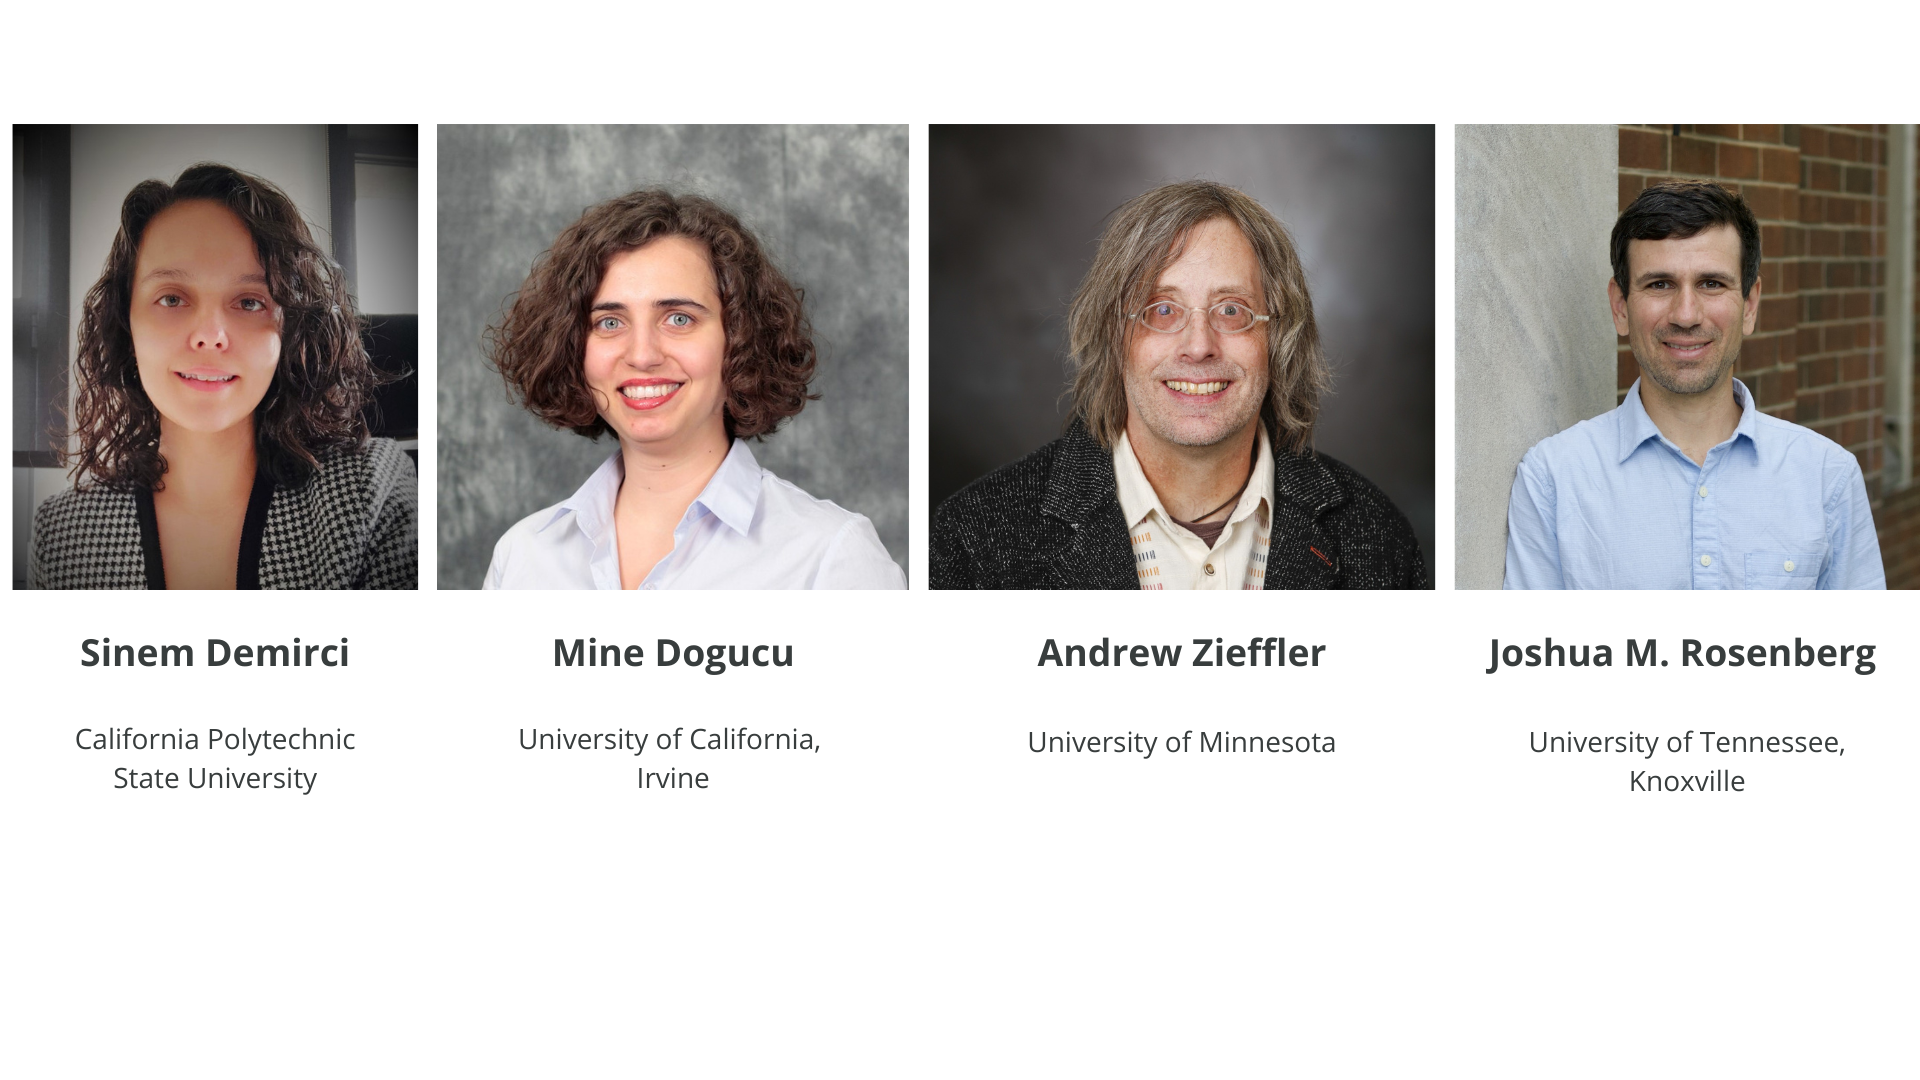 Sinem Demirci
California Polytechnic
State University
Mine Dogucu
University of California,
Irvine
Andrew Zieffler
University of Minnesota
Joshua M. Rosenberg
University of Tennessee,
Knoxville